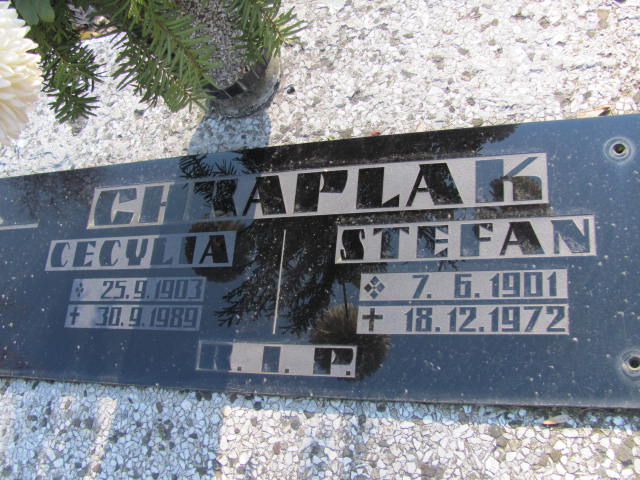 CHRAPLAK
CECYLIA STEFAN
25.9.1903 7. 6.1901
✝ 30.9.1989 ✝ 18.12.1972
R. I. P.